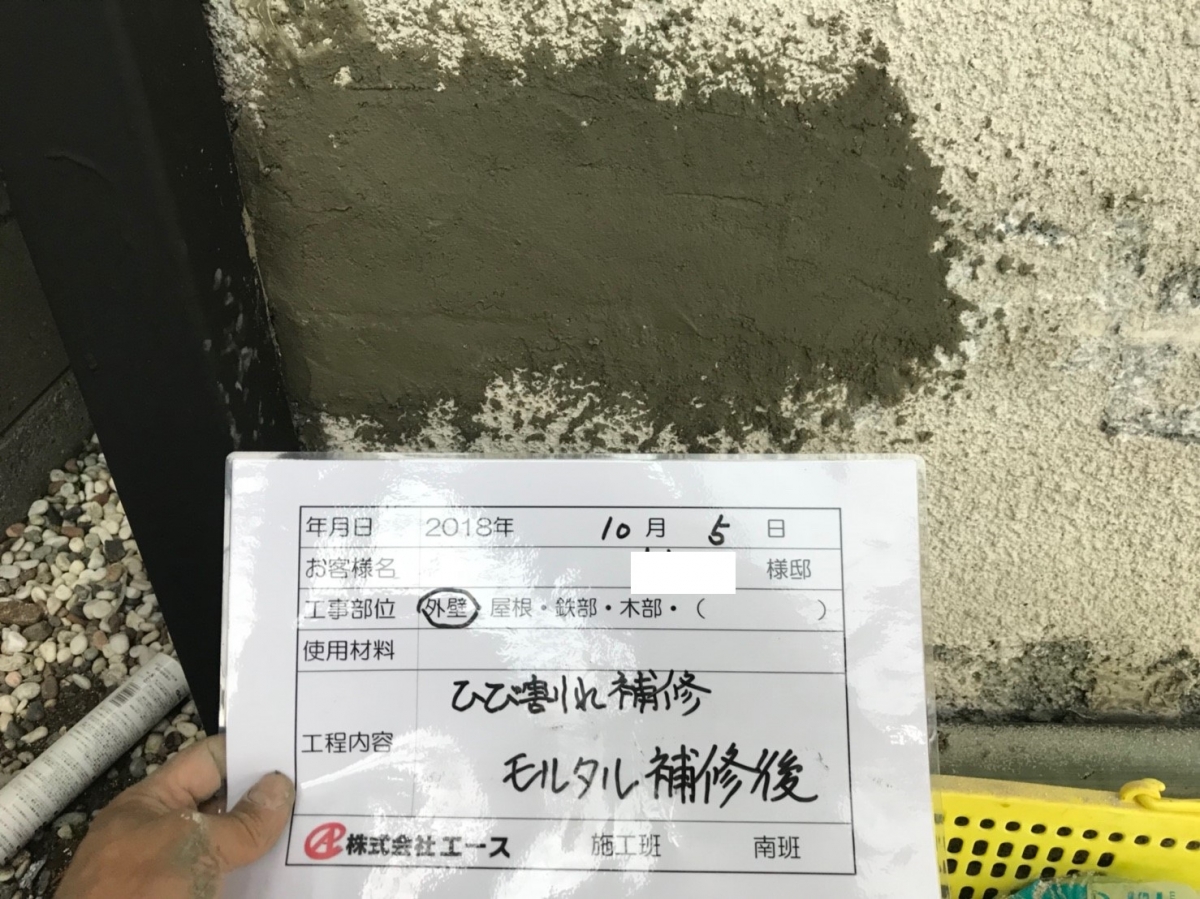 年月日 2018年 10月 5日
お客様名 様邸
工事部位 外壁・屋根・鉄部・木部・（ ）
使用材料
ひび割れ補修
工程内容
モルタル補修後
株式会社エース 施工班 南班